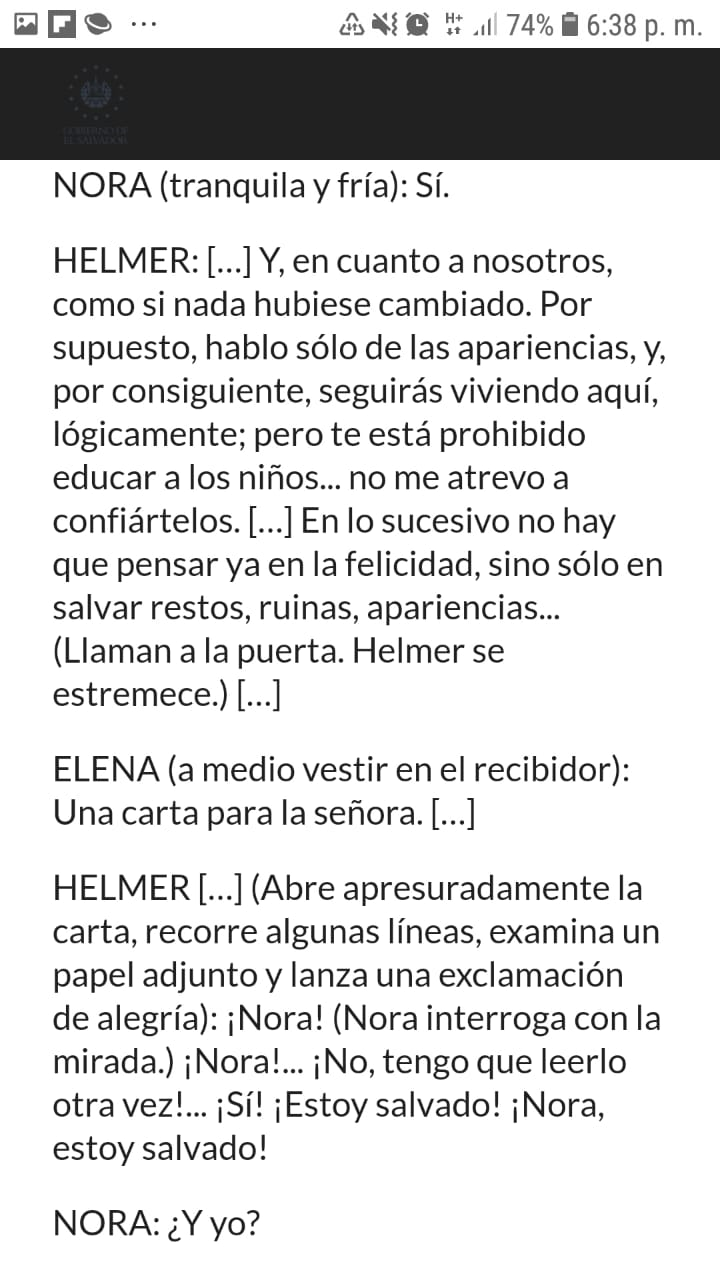 ... H+ 74% 6:38 p. m.
GOBIERNO DE
EL SALVADOR
NORA (tranquila y fría): Sí.
HELMER: [...] Y, en cuanto a nosotros,
como si nada hubiese cambiado. Por
supuesto, hablo sólo de las apariencias, y,
por consiguiente, seguirás viviendo aquí,
lógicamente; pero te está prohibido
educar a los niños... no me atrevo a
confiártelos. [...] En lo sucesivo no hay
que pensar ya en la felicidad, sino sólo en
salvar restos, ruinas, apariencias...
(Llaman a la puerta. Helmer se
estremece.) [...]
ELENA (a medio vestir en el recibidor):
Una carta para la señora. [...]
HELMER [...] (Abre apresuradamente la
carta, recorre algunas líneas, examina un
papel adjunto y lanza una exclamación
de alegría): ¡Nora! (Nora interroga con la
mirada.) ¡Nora!... ¡No, tengo que leerlo
otra vez!... ¡Sí! ¡Estoy salvado! ¡Nora,
estoy salvado!
NORA: ¿Y yo?